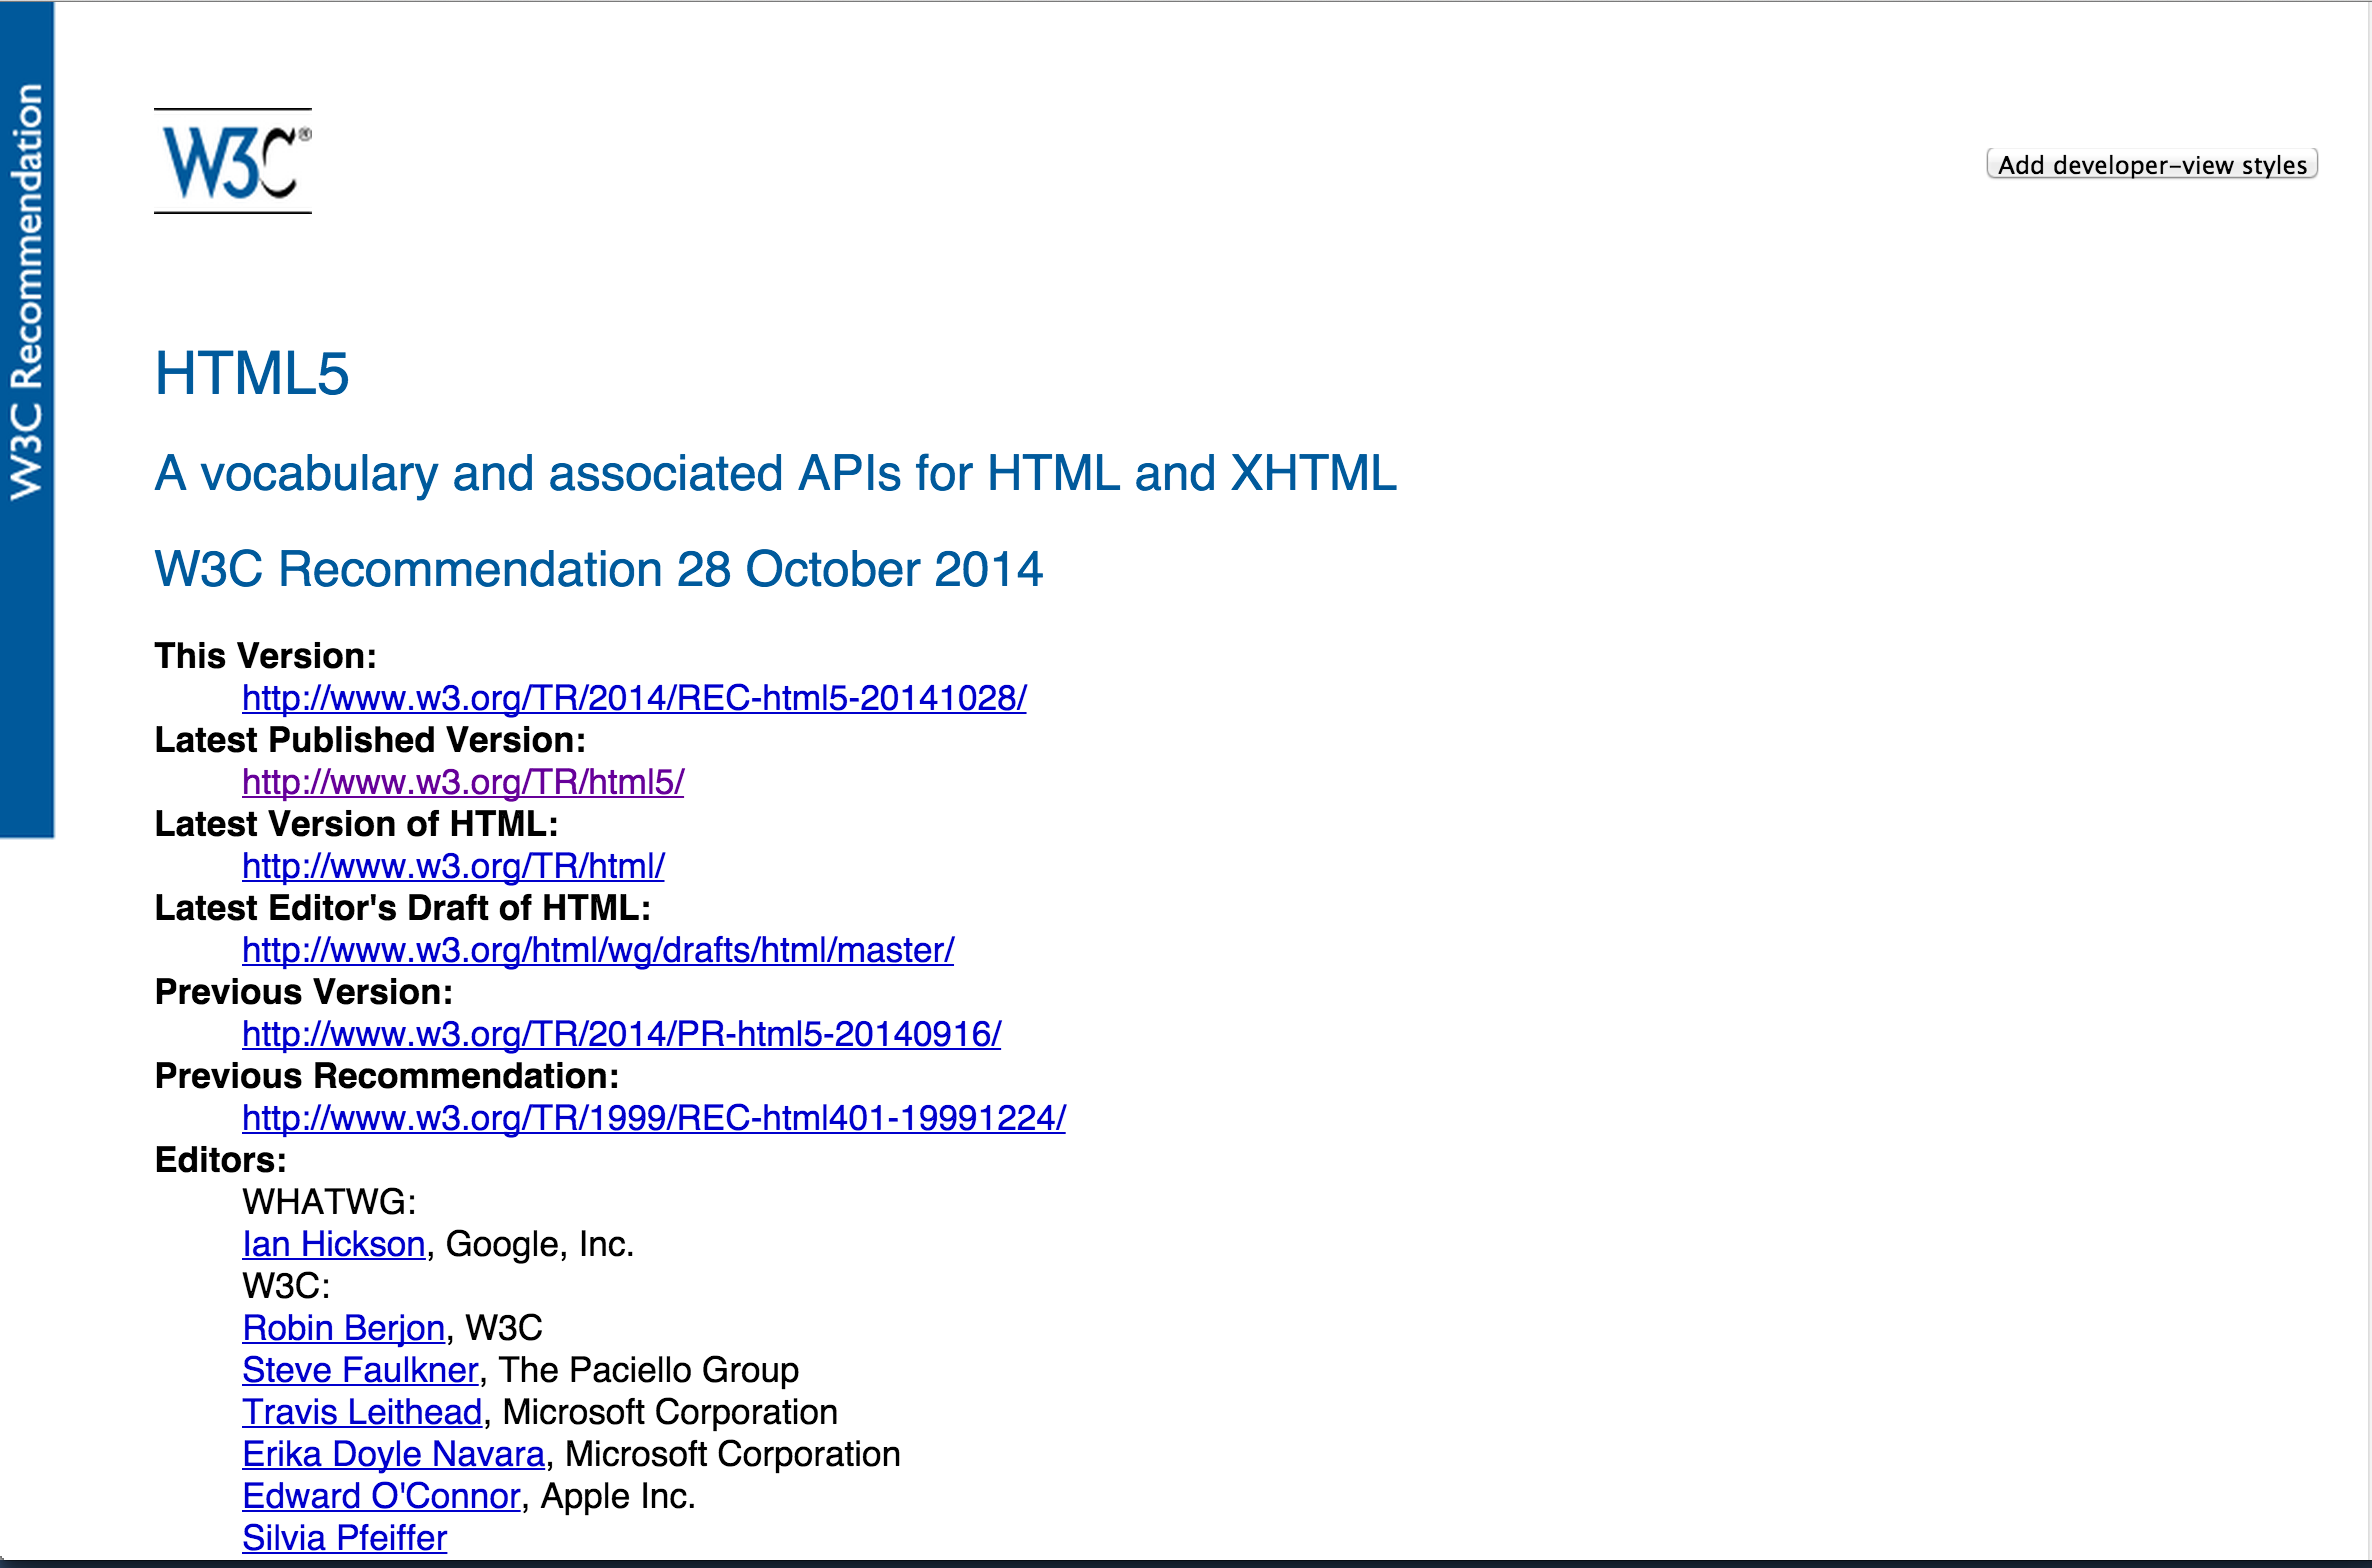 W3C Recommendation
W3C®
Add developer-view styles
HTML5
A vocabulary and associated APIs for HTML and XHTML
W3C Recommendation 28 October 2014
This Version:
http://www.w3.org/TR/2014/REC-html5-20141028/
Latest Published Version:
http://www.w3.org/TR/html5/
Latest Version of HTML:
http://www.w3.org/TR/html/
Latest Editor's Draft of HTML:
http://www.w3.org/html/wg/drafts/html/master/
Previous Version:
http://www.w3.org/TR/2014/PR-html5-20140916/
Previous Recommendation:
http://www.w3.org/TR/1999/REC-html401-19991224/
Editors:
WHATWG:
Ian Hickson, Google, Inc.
W3C:
Robin Berjon, W3C
Steve Faulkner, The Paciello Group
Travis Leithead, Microsoft Corporation
Erika Doyle Navara, Microsoft Corporation
Edward O'Connor, Apple Inc.
Silvia Pfeiffer